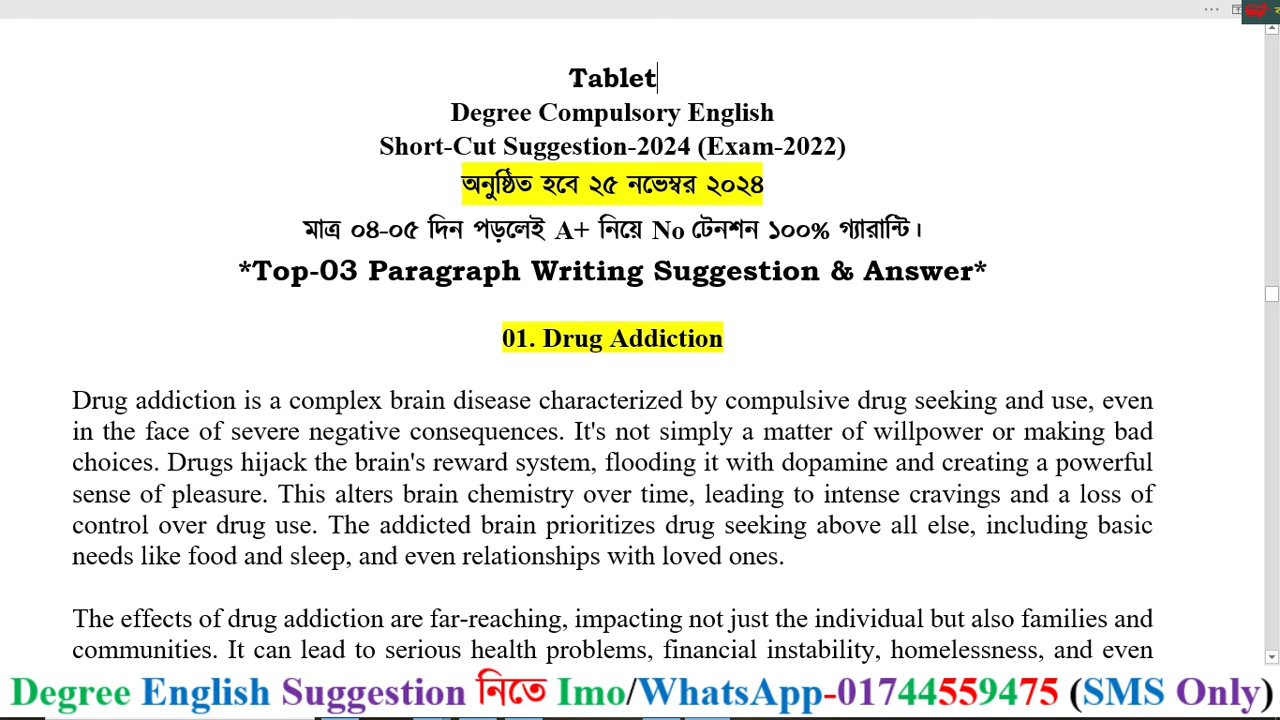 Tablet
Degree Compulsory English
Short-Cut Suggestion-2024 (Exam-2022)
অনুষ্ঠিত হবে ২৫ নভেম্বর ২০২৪
মাত্র ০৪-০৫ দিন পড়লেই A+ নিয়ে No টেনশন ১০০% গ্যারান্টি।
*Top-03 Paragraph Writing Suggestion & Answer*
01. Drug Addiction
Drug addiction is a complex brain disease characterized by compulsive drug seeking and use, even
in the face of severe negative consequences. It's not simply a matter of willpower or making bad
choices. Drugs hijack the brain's reward system, flooding it with dopamine and creating a powerful
sense of pleasure. This alters brain chemistry over time, leading to intense cravings and a loss of
control over drug use. The addicted brain prioritizes drug seeking above all else, including basic
needs like food and sleep, and even relationships with loved ones.
The effects of drug addiction are far-reaching, impacting not just the individual but also families and
communities. It can lead to serious health problems, financial instability, homelessness, and even
Degree English Suggestion নিতে Imo/WhatsApp-01744559475 (SMS Only)